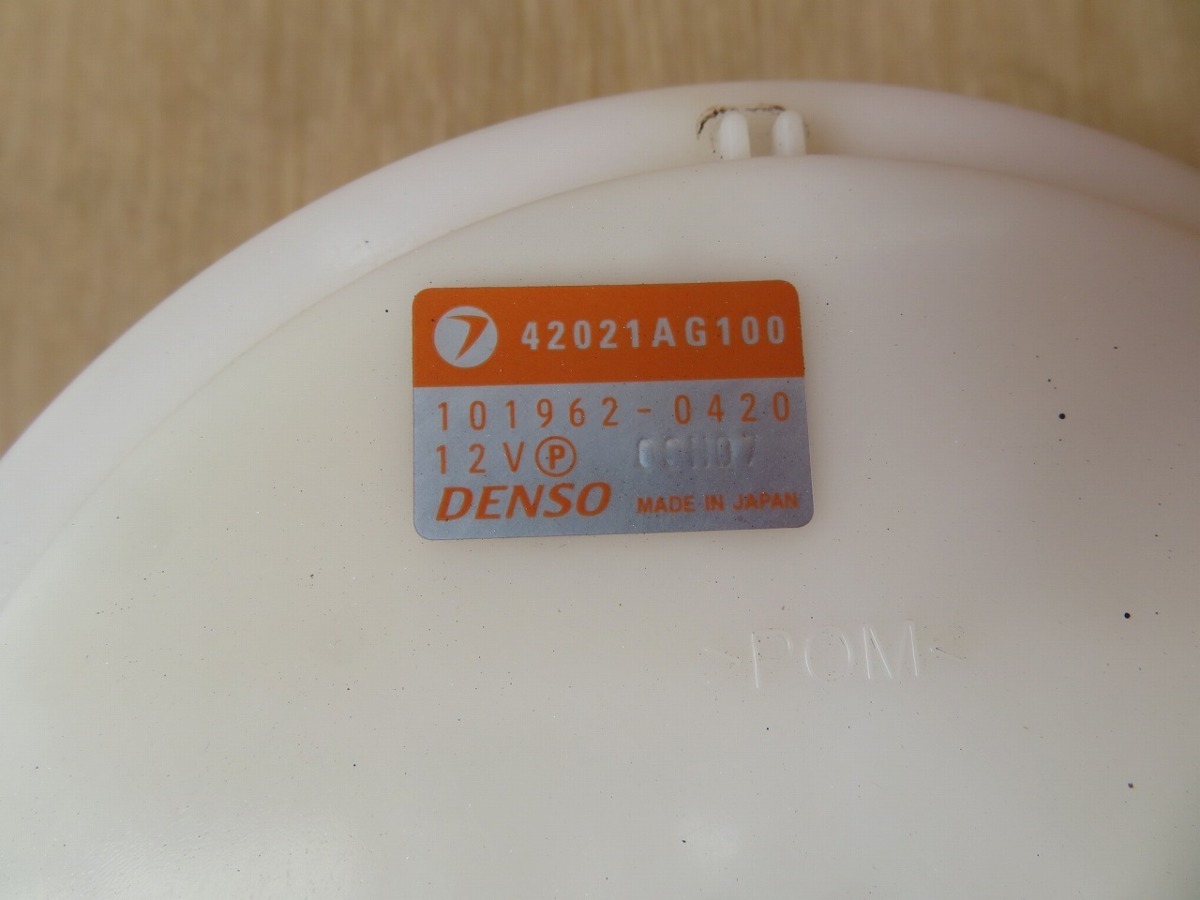 42021AG100
101962-0420
12V Ⓟ
DENSO MADE IN JAPAN
>POM<